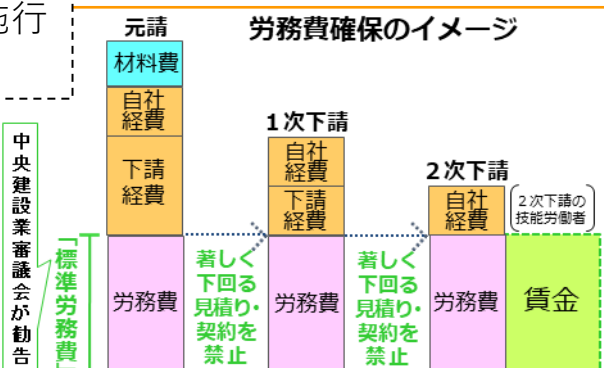 施行
労務費確保のイメージ
元請
材料費
自社
経費
下請
経費
労務費
1次下請
自社
経費
下請
経費
労務費
2次下請
自社
経費
労務費
2次下請の
技能労働者
賃金
著しく
下回る
見積り・
契約を
禁止
著しく
下回る
見積り・
契約を
禁止
中央建設業審議会が勧告
「標準労務費」